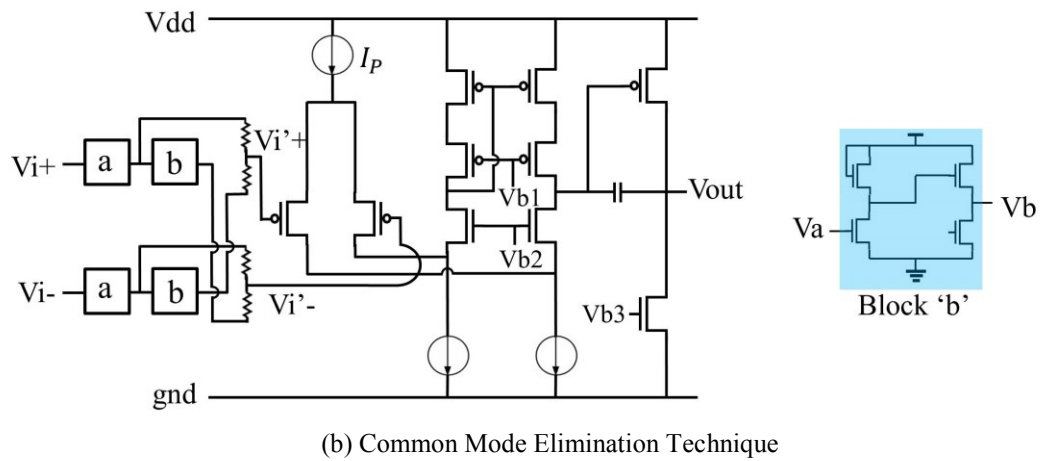 Vdd
I_P
Vi'+
Vi+ a b
Vb1
Vout
Va Vb
Vb2
Vi- a b
Vi'-
Block ‘b’
Vb3
gnd
(b) Common Mode Elimination Technique